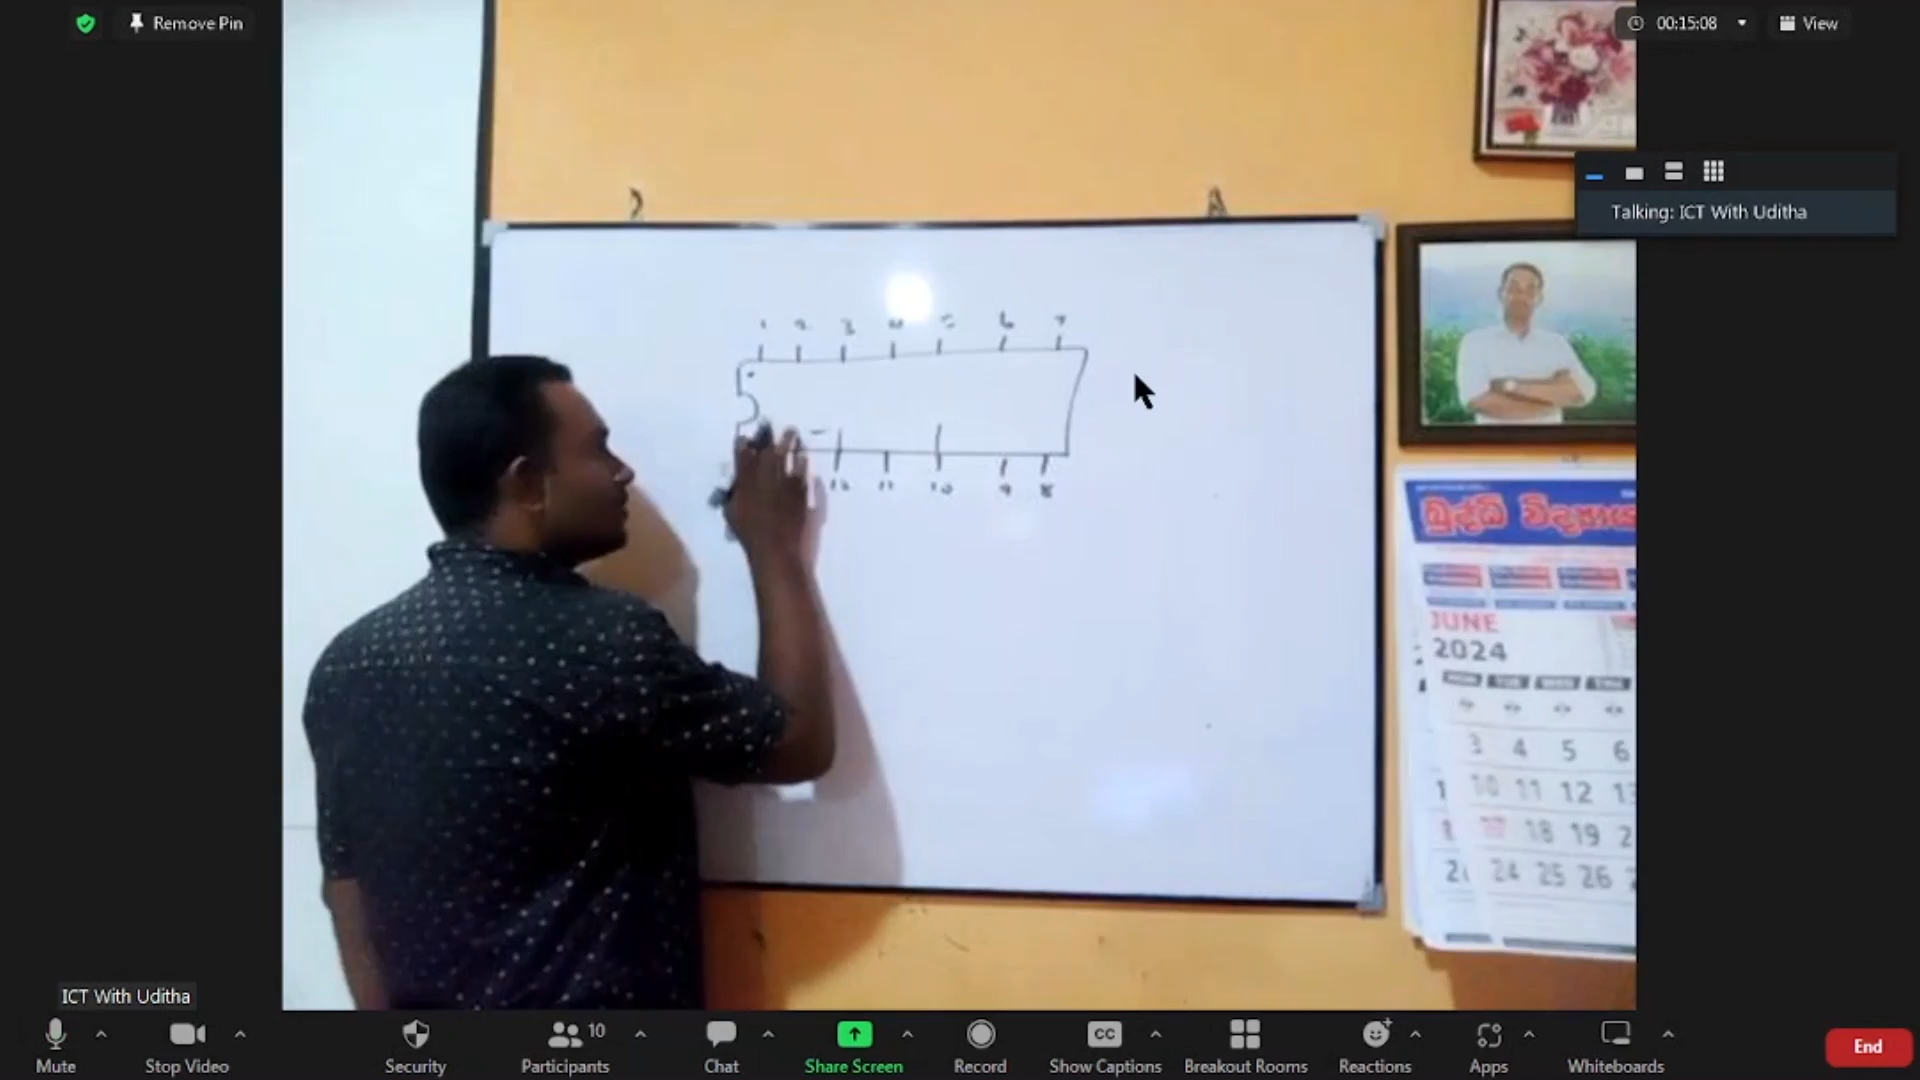 Remove Pin
00:15:08
View
Talking: ICT With Uditha
1 2 3 4 5 6 7
12 11 10 9 8
JUNE
2024
3 4 5 6
10 11 12
18 19
24 25 26
ICT With Uditha
10
Mute
Stop Video
Security
Participants
Chat
Share Screen
CC
Record
Show Captions
Breakout Rooms
Reactions
Apps
Whiteboards
End